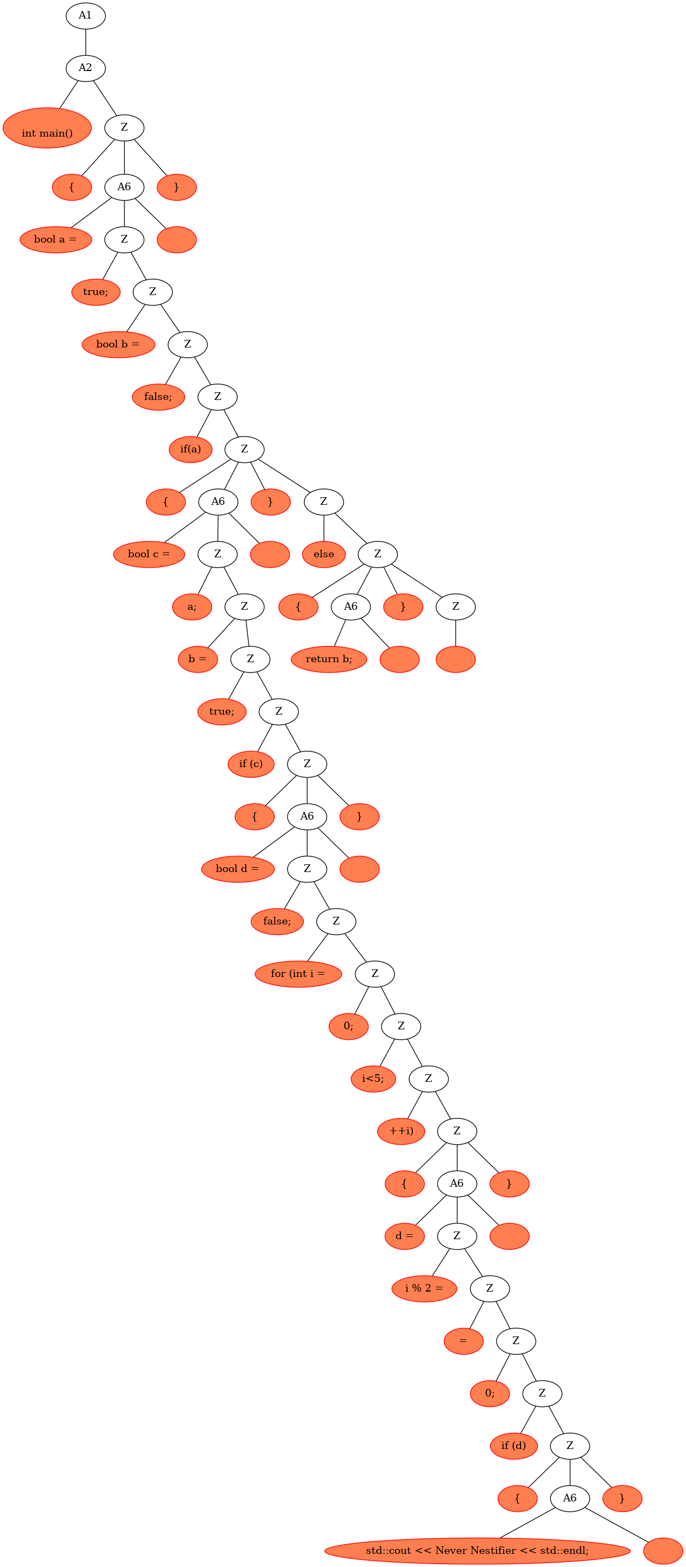 A1
A2
int main() Z
{ A6 }
bool a = Z
true; Z
bool b = Z
false; Z
if(a) Z
{ A6 } Z
bool c = Z else Z
a; Z { A6 } Z
b = Z return b;
true; Z
if (c) Z
{ A6 }
bool d = Z
false; Z
for (int i = Z
0; Z
i<5; Z
++i) Z
{ A6 }
d = Z
i % 2 = Z
= Z
0; Z
if (d) Z
{ A6 }
std::cout << Never Nestifier << std::endl;